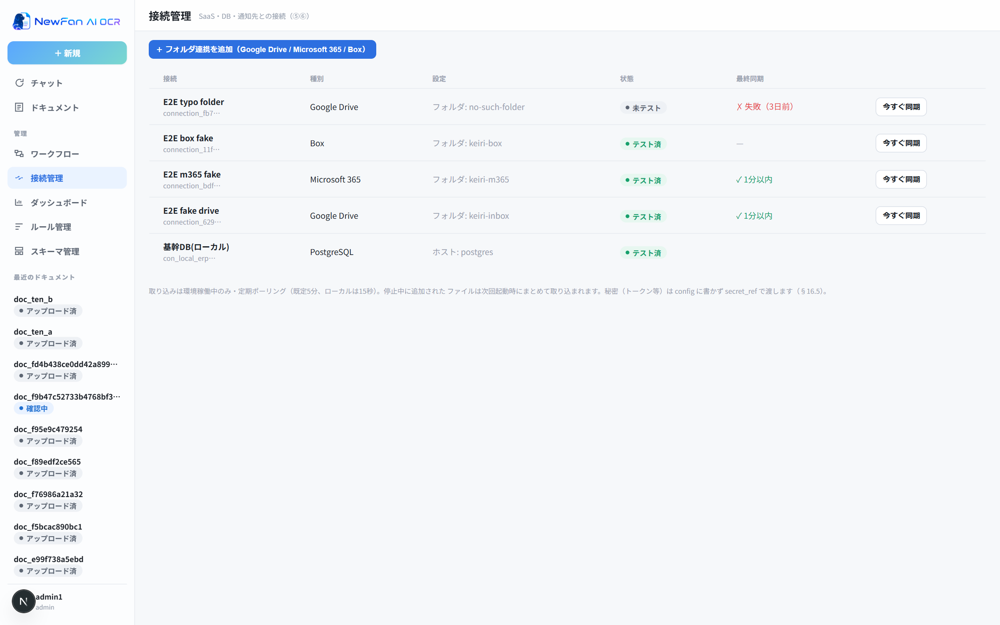 NewFan AI OCR
+ 新規
チャット
ドキュメント
管理
ワークフロー
接続管理
ダッシュボード
ルール管理
スキーマ管理
最近のドキュメント
doc_ten_b
アップロード済
doc_ten_a
アップロード済
doc_fd4b438ce0dd42a899…
アップロード済
doc_f9b47c52733b4768bf3…
確認中
doc_f95e9c479254
アップロード済
doc_f89edf2ce565
アップロード済
doc_f76986a21a32
アップロード済
doc_f5bcac890bc1
アップロード済
doc_e99f738a5ebd
アップロード済
N
admin1
admin
接続管理 SaaS・DB・通知先との接続（⑤⑥）
+ フォルダ連携を追加（Google Drive / Microsoft 365 / Box）
接続 種別 設定 状態 最終同期
E2E typo folder
connection_fb7…
Google Drive フォルダ: no-such-folder 未テスト ✗ 失敗（3日前） 今すぐ同期
E2E box fake
connection_11f…
Box フォルダ: keiri-box テスト済 — 今すぐ同期
E2E m365 fake
connection_bdf…
Microsoft 365 フォルダ: keiri-m365 テスト済 ✓ 1分以内 今すぐ同期
E2E fake drive
connection_629…
Google Drive フォルダ: keiri-inbox テスト済 ✓ 1分以内 今すぐ同期
基幹DB(ローカル)
con_local_erp…
PostgreSQL ホスト: postgres テスト済
取り込みは環境稼働中のみ・定期ポーリング（既定5分、ローカルは15秒）。停止中に追加された ファイルは次回起動時にまとめて取り込まれます。秘密（トークン等）は config に書かず secret_ref で渡します（§16.5）。